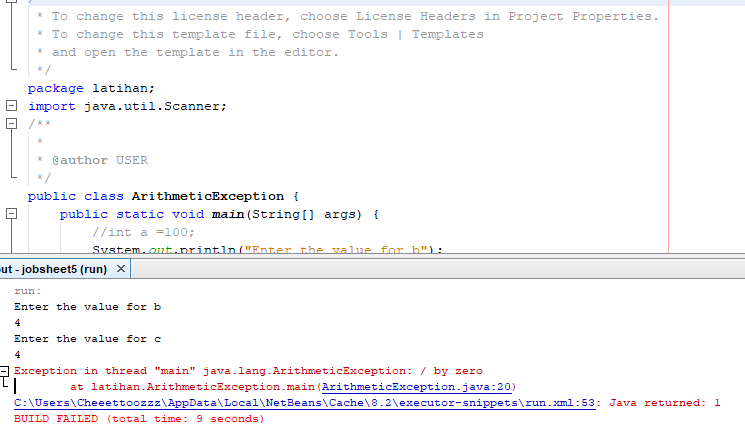 * To change this license header, choose License Headers in Project Properties.
* To change this template file, choose Tools | Templates
* and open the template in the editor.
*/
package latihan;
import java.util.Scanner;
/**
*
* @author USER
*/
public class ArithmeticException {
public static void main(String[] args) {
//int a =100;
System.out.println("Enter the value for b");
ut - jobsheet5 (run) ×
run:
Enter the value for b
4
Enter the value for c
4
Exception in thread "main" java.lang.ArithmeticException: / by zero
at latihan.ArithmeticException.main(ArithmeticException.java:20)
C:\Users\Cheeettoozzz\AppData\Local\NetBeans\Cache\8.2\executor-snippets\run.xml:53: Java returned: 1
BUILD FAILED (total time: 9 seconds)